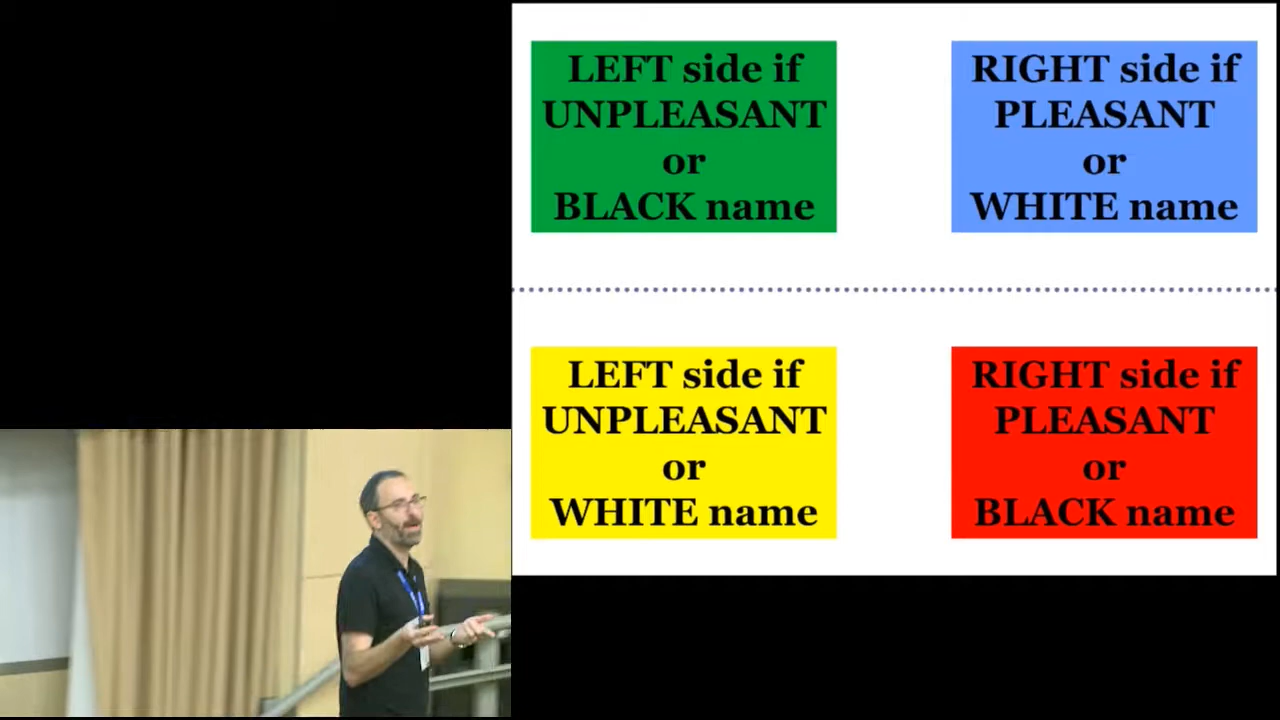 LEFT side if
UNPLEASANT
or
BLACK name
RIGHT side if
PLEASANT
or
WHITE name
LEFT side if
UNPLEASANT
or
WHITE name
RIGHT side if
PLEASANT
or
BLACK name